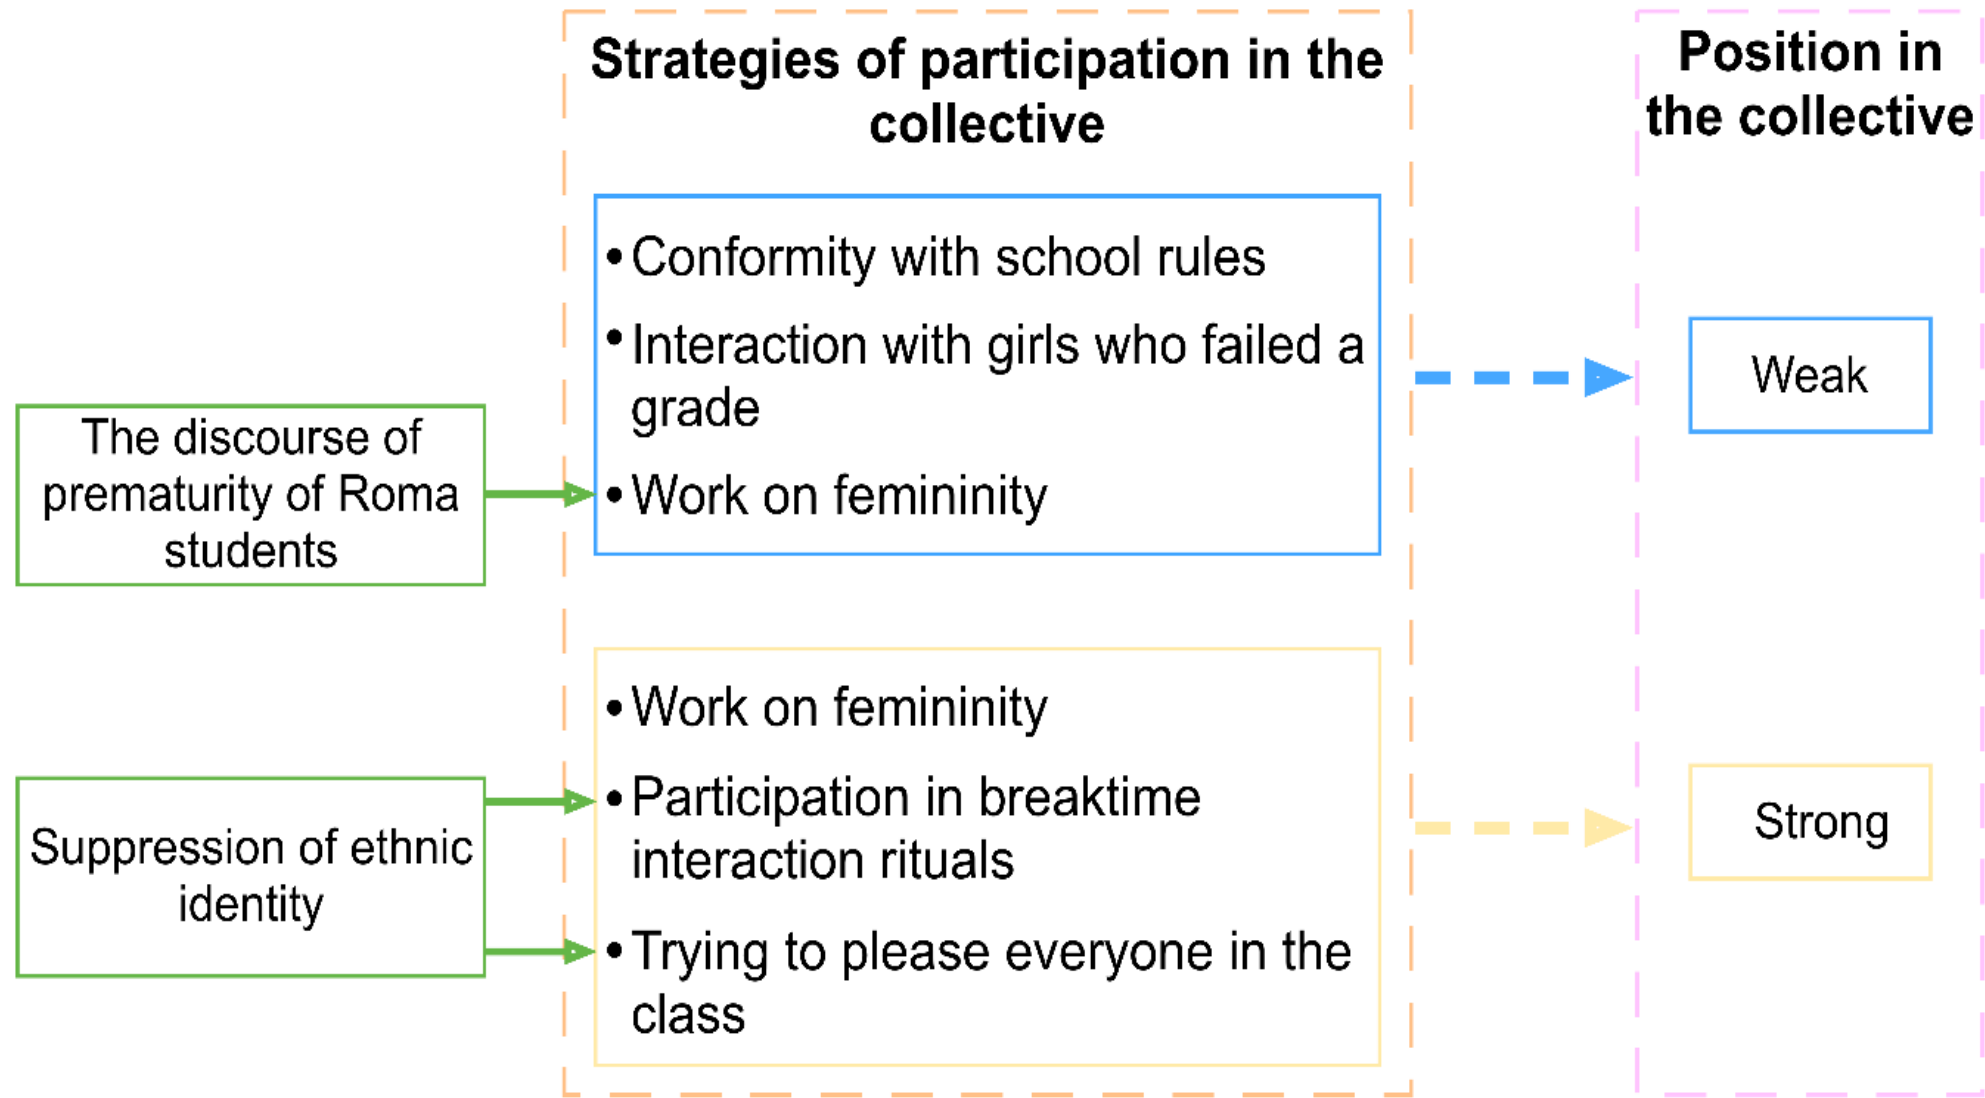 Strategies of participation in the
collective
Position in
the collective
• Conformity with school rules
• Interaction with girls who failed a
grade
• Work on femininity
Weak
The discourse of
prematurity of Roma
students
• Work on femininity
• Participation in breaktime
interaction rituals
• Trying to please everyone in the
class
Strong
Suppression of ethnic
identity